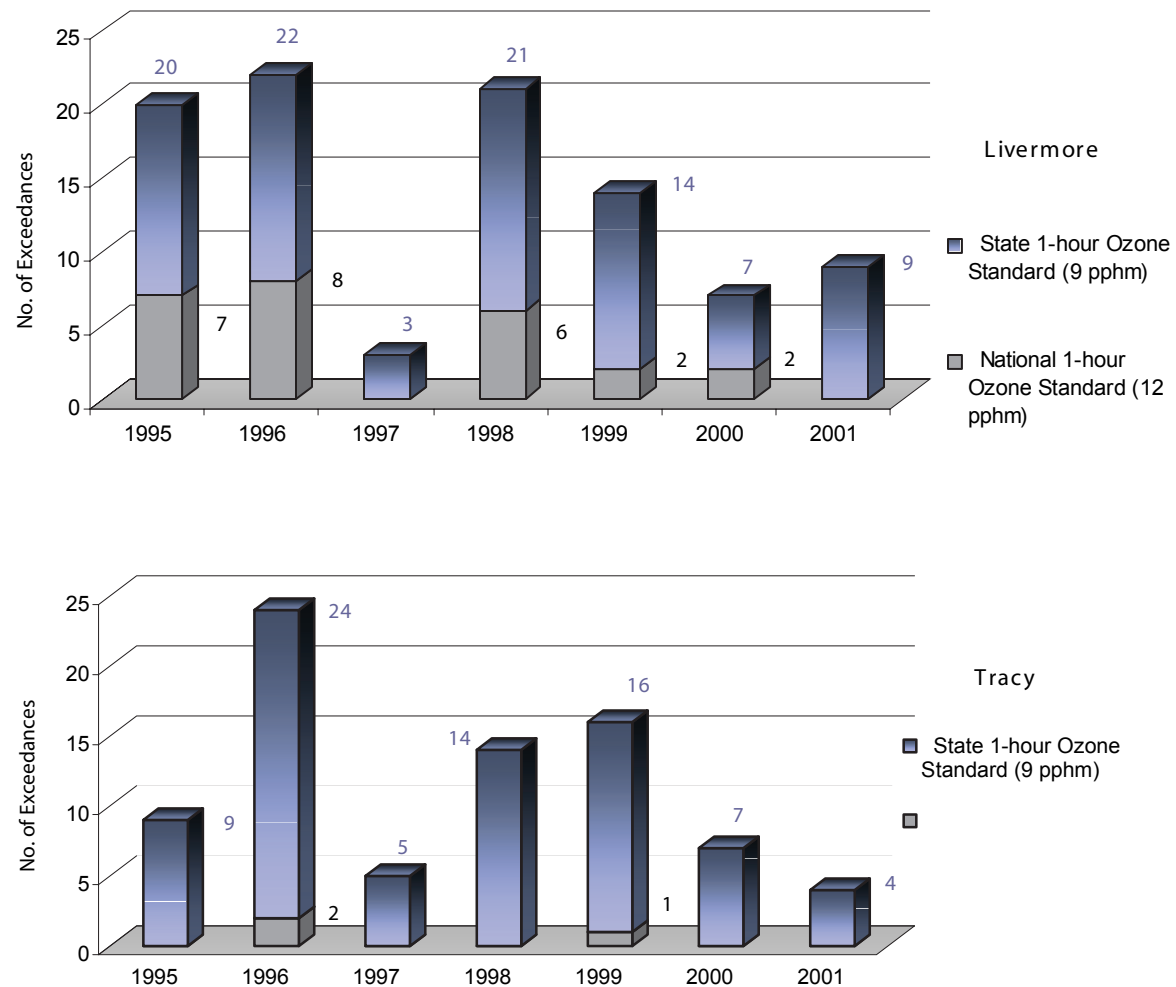 25
20
15
10
5
0
No. of Exceedances
20
22
3
21
14
7
9
7
8
6
2
2
1995 1996 1997 1998 1999 2000 2001
Livermore
State 1-hour Ozone
Standard (9 pphm)
National 1-hour
Ozone Standard (12
pphm)
25
20
15
10
5
0
No. of Exceedances
9
24
5
14
16
7
4
2
1
1995 1996 1997 1998 1999 2000 2001
Tracy
State 1-hour Ozone
Standard (9 pphm)